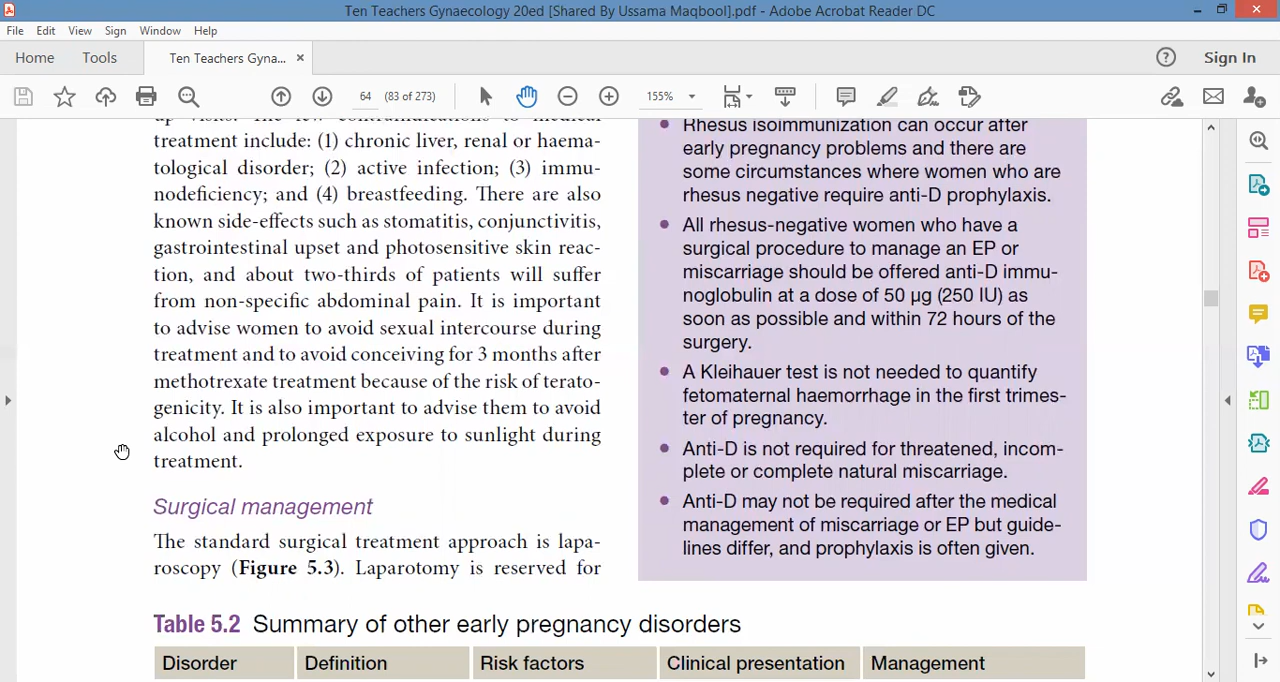 Ten Teachers Gynaecology 20ed [Shared By Ussama Maqbool].pdf - Adobe Acrobat Reader DC
File Edit View Sign Window Help
Home Tools Ten Teachers Gyna... × Sign In
64 (83 of 273) 155%
up visits. The few contraindications to medical
treatment include: (1) chronic liver, renal or haema-
tological disorder; (2) active infection; (3) immu-
nodeficiency; and (4) breastfeeding. There are also
known side-effects such as stomatitis, conjunctivitis,
gastrointestinal upset and photosensitive skin reac-
tion, and about two-thirds of patients will suffer
from non-specific abdominal pain. It is important
to advise women to avoid sexual intercourse during
treatment and to avoid conceiving for 3 months after
methotrexate treatment because of the risk of terato-
genicity. It is also important to advise them to avoid
alcohol and prolonged exposure to sunlight during
treatment.
Surgical management
The standard surgical treatment approach is lapa-
roscopy (Figure 5.3). Laparotomy is reserved for
• Rhesus isoimmunization can occur after
early pregnancy problems and there are
some circumstances where women who are
rhesus negative require anti-D prophylaxis.
• All rhesus-negative women who have a
surgical procedure to manage an EP or
miscarriage should be offered anti-D immu-
noglobulin at a dose of 50 µg (250 IU) as
soon as possible and within 72 hours of the
surgery.
• A Kleihauer test is not needed to quantify
fetomaternal haemorrhage in the first trimes-
ter of pregnancy.
• Anti-D is not required for threatened, incom-
plete or complete natural miscarriage.
• Anti-D may not be required after the medical
management of miscarriage or EP but guide-
lines differ, and prophylaxis is often given.
Table 5.2 Summary of other early pregnancy disorders
Disorder Definition Risk factors Clinical presentation Management